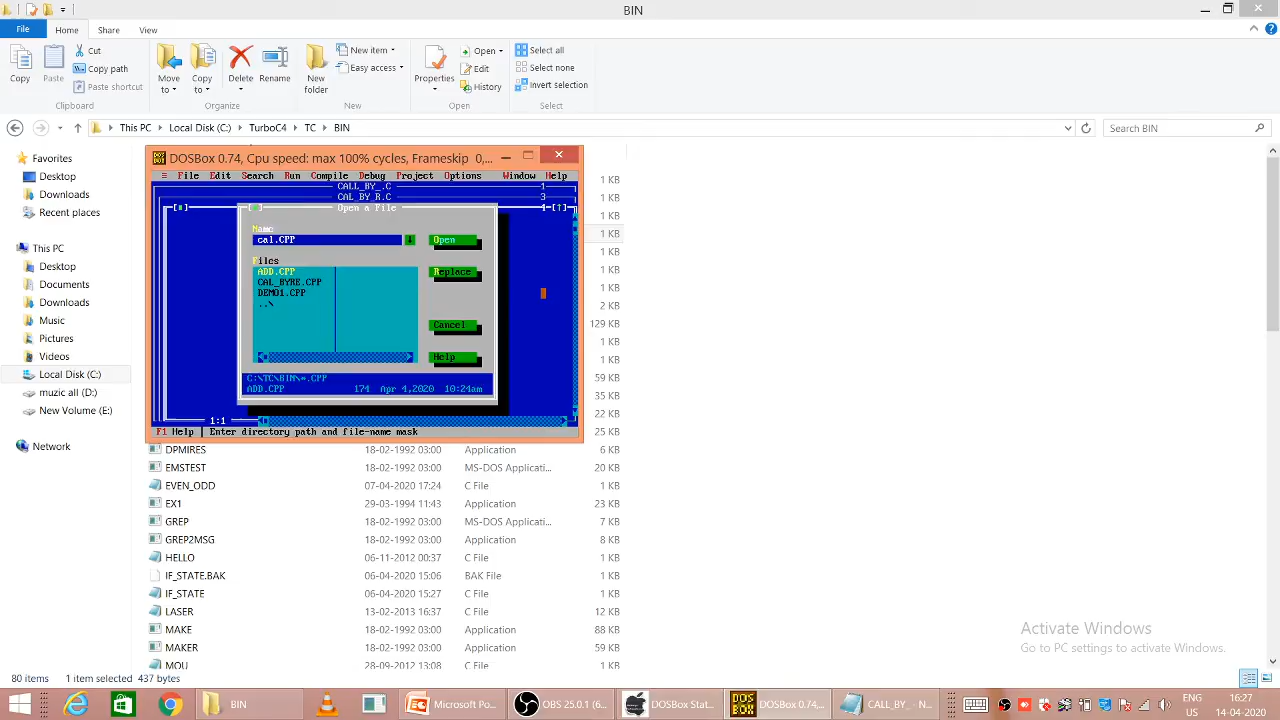 BIN
File Home Share View
Copy
Paste
Cut
Copy path
Paste shortcut
Clipboard
Move to
Copy to
Delete
Rename
Organize
New folder
New item
Easy access
New
Properties
Open
Edit
History
Open
Select all
Select none
Invert selection
Select
This PC Local Disk (C:) TurboC4 TC BIN
Search BIN
Favorites
Desktop
Downloads
Recent places
This PC
Desktop
Documents
Downloads
Music
Pictures
Videos
Local Disk (C:)
muzic all (D:)
New Volume (E:)
Network
DOSBox 0.74, Cpu speed: max 100% cycles, Frameskip 0,...
≡ File Edit Search Run Compile Debug Project Options Window Help
CALL_BY_.C 1
CAL_BY_R.C 3
Open a File
Name
cal.CPP
Open
Files
ADD.CPP
CAL_BYRE.CPP
DEMO1.CPP
..\
Replace
Cancel
Help
C:\TC\BIN\*.CPP
ADD.CPP 174 Apr 4,2020 10:24am
1:1
F1 Help | Enter directory path and file-name mask
1 KB
1 KB
1 KB
1 KB
1 KB
1 KB
1 KB
2 KB
129 KB
1 KB
1 KB
59 KB
35 KB
22 KB
25 KB
DPMIRES 18-02-1992 03:00 Application 6 KB
EMSTEST 18-02-1992 03:00 MS-DOS Applicati... 20 KB
EVEN_ODD 07-04-2020 17:24 C File 1 KB
EX1 29-03-1994 11:43 Application 23 KB
GREP 18-02-1992 03:00 MS-DOS Applicati... 7 KB
GREP2MSG 18-02-1992 03:00 Application 8 KB
HELLO 06-11-2012 00:37 C File 1 KB
IF_STATE.BAK 06-04-2020 15:06 BAK File 1 KB
IF_STATE 06-04-2020 15:27 C File 1 KB
LASER 13-02-2013 16:37 C File 12 KB
MAKE 18-02-1992 03:00 Application 88 KB
MAKER 18-02-1992 03:00 Application 59 KB
MOU 28-09-2012 13:08 C File 1 KB
Activate Windows
Go to PC settings to activate Windows.
80 items 1 item selected 437 bytes
BIN
Microsoft Po...
OBS 25.0.1 (6...
DOSBox Stat...
DOSBox 0.74,...
CALL_BY_ - N...
ENG
US
16:27
14-04-2020